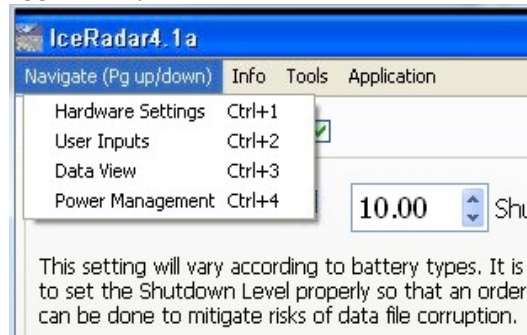 IceRadar4.1a
Navigate (Pg up/down) Info Tools Application
Hardware Settings Ctrl+1
User Inputs Ctrl+2
Data View Ctrl+3
Power Management Ctrl+4
10.00
This setting will vary according to battery types. It is
to set the Shutdown Level properly so that an order
can be done to mitigate risks of data file corruption.